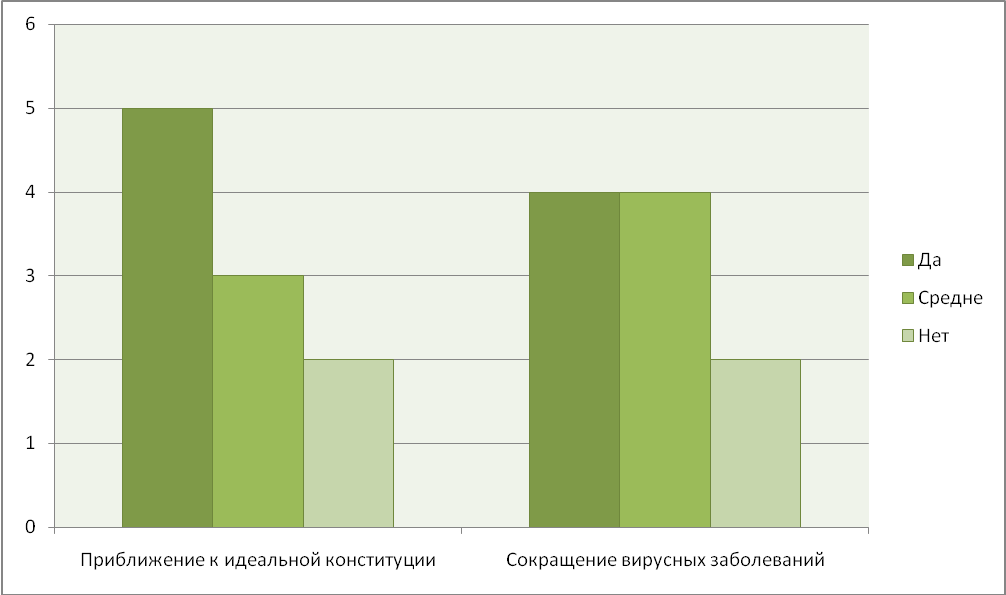 6
5
4
3
2
1
0
Приближение к идеальной конституции
Сокращение вирусных заболеваний
Да
Средне
Нет